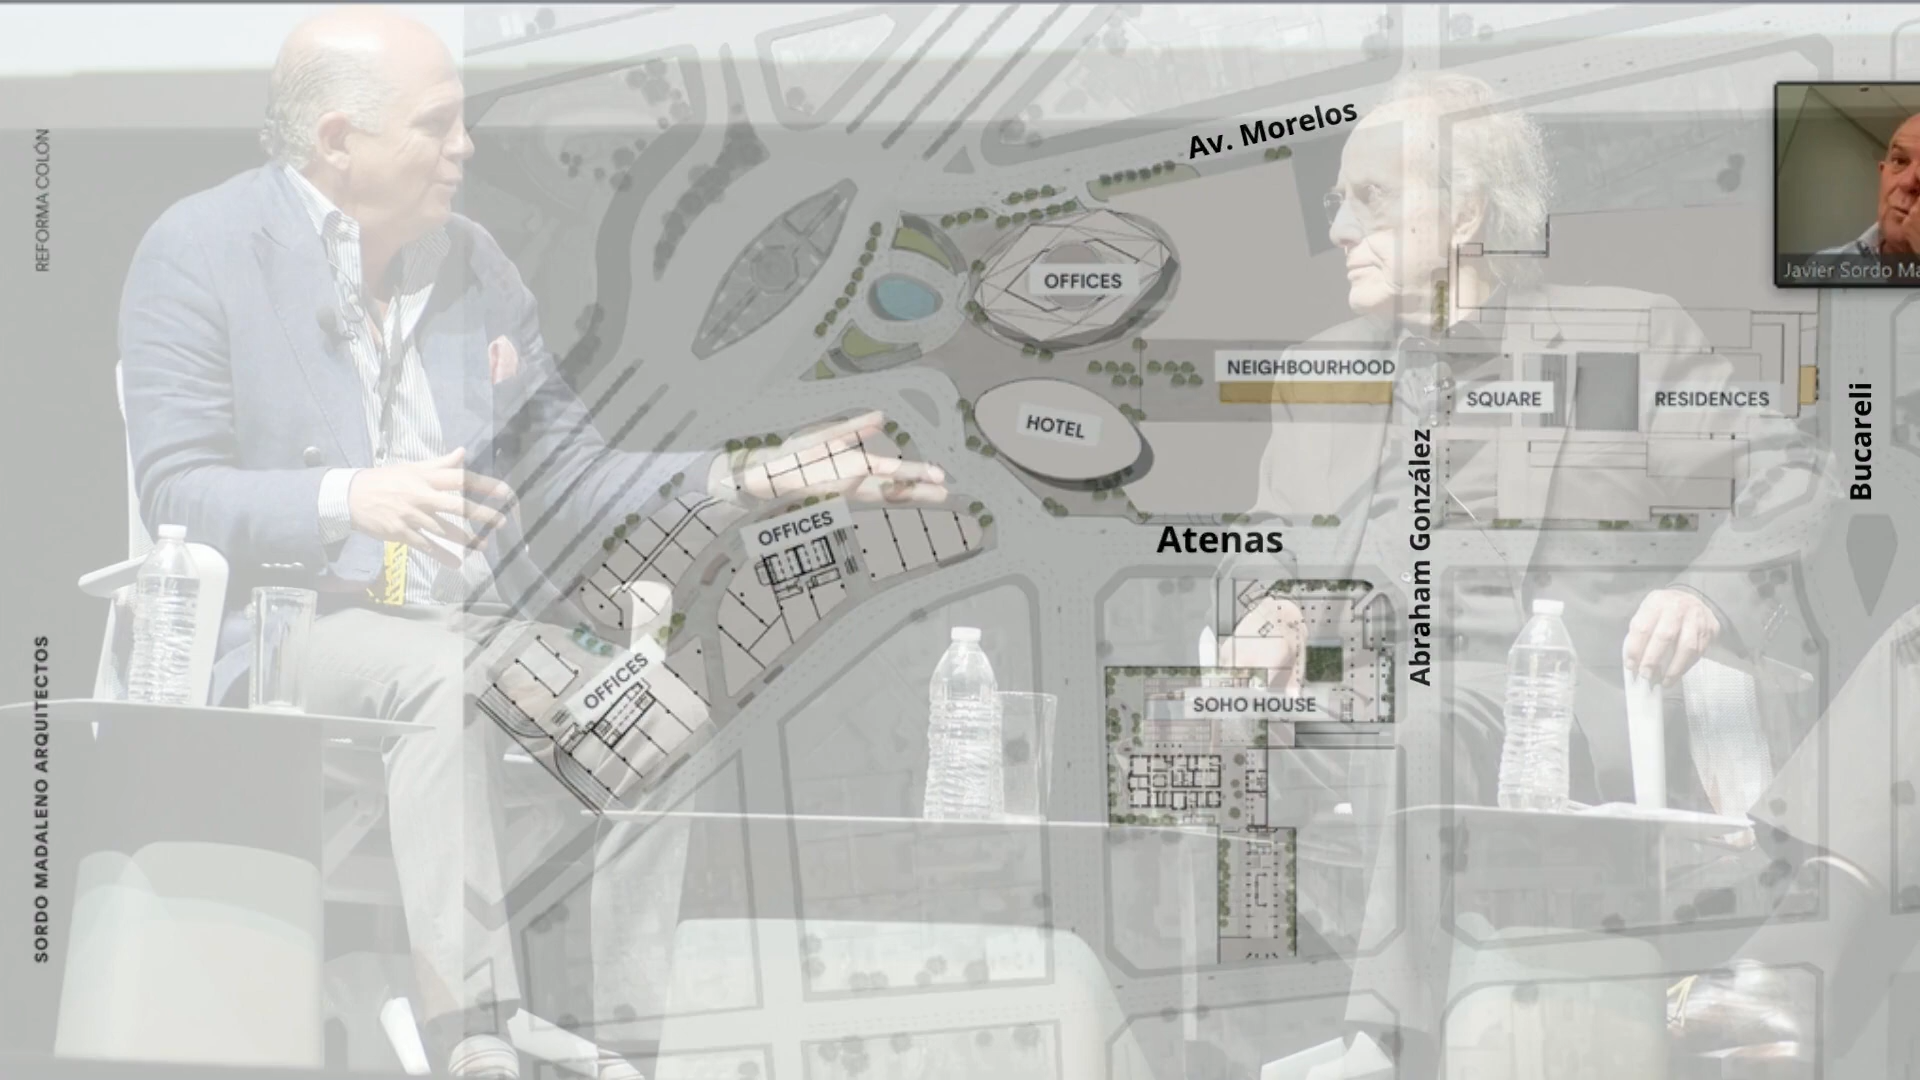 REFORMA COLÓN
SORDO MADALENO ARQUITECTOS
Av. Morelos
OFFICES
NEIGHBOURHOOD
SQUARE
RESIDENCES
HOTEL
OFFICES
Atenas
Abraham González
Bucareli
OFFICES
SOHO HOUSE
Javier Sordo Ma